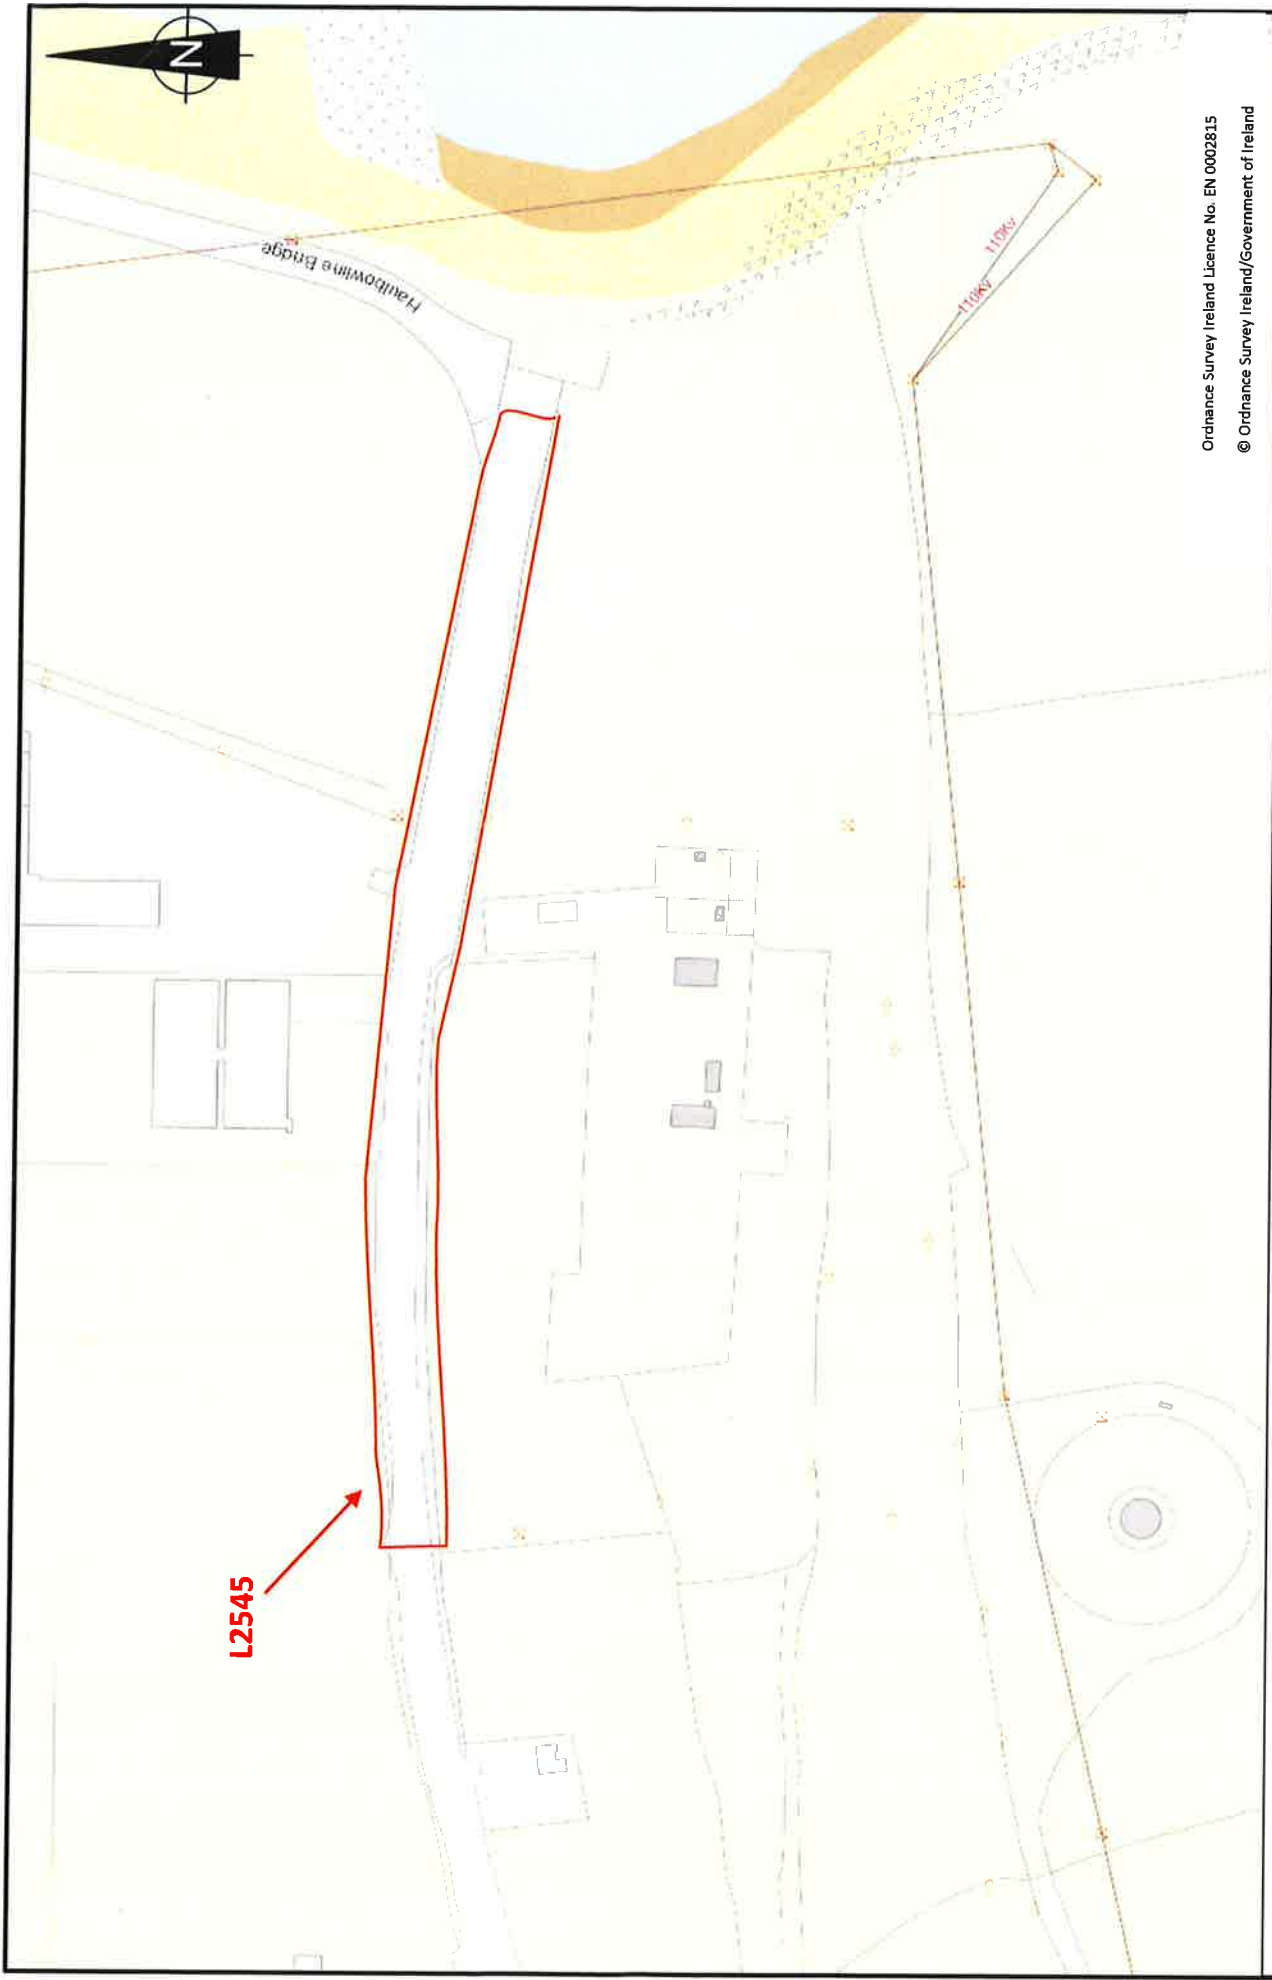 N
Haulbowline Bridge
110Kv
110Kv
L2545
Ordnance Survey Ireland Licence No. EN 0002815
© Ordnance Survey Ireland/Government of Ireland